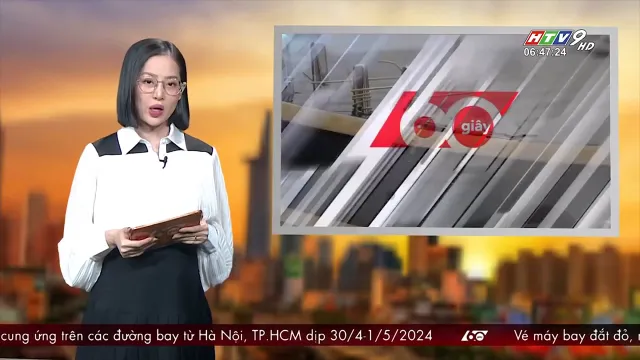 HTV9 HD
06:47:24
60 giây
cung ứng trên các đường bay từ Hà Nội, TP.HCM dịp 30/4-1/5/2024 60 Vé máy bay đắt đỏ,